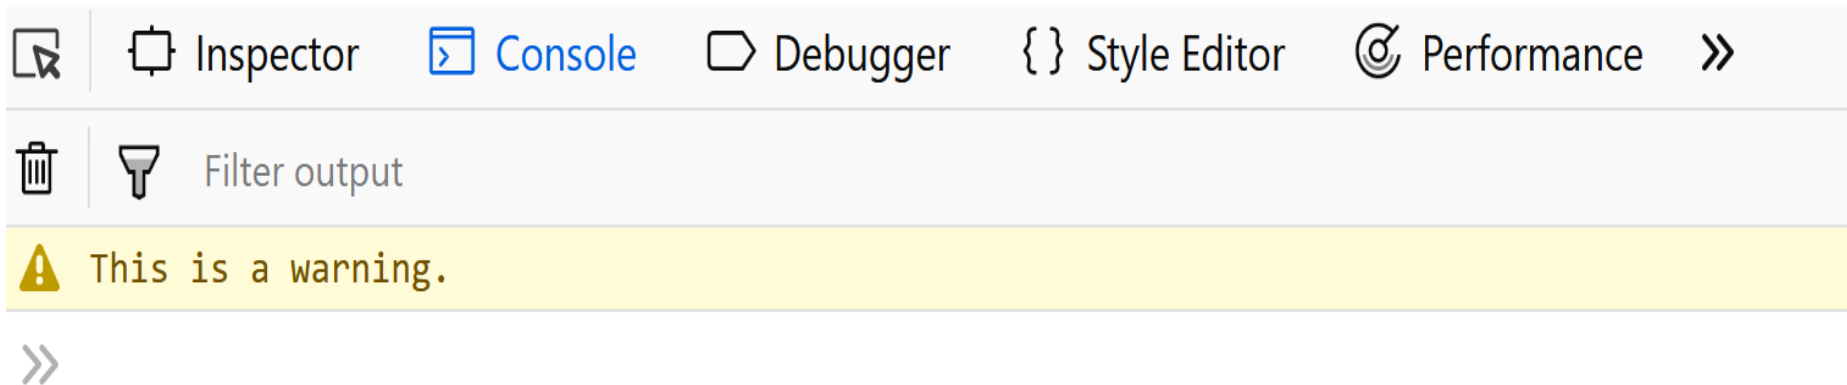 Inspector Console Debugger { } Style Editor Performance »
Filter output
This is a warning.
»